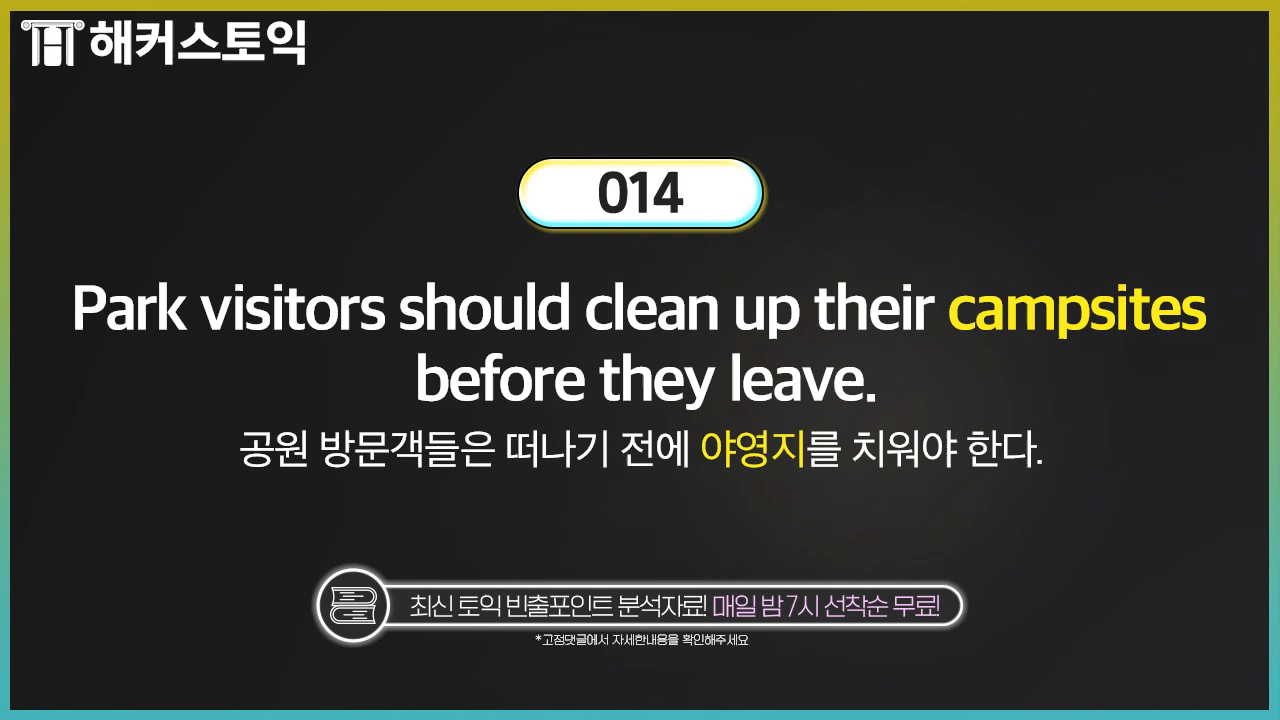 해커스토익
014
Park visitors should clean up their campsites
before they leave.
공원 방문객들은 떠나기 전에 야영지를 치워야 한다.
최신 토익 빈출포인트 분석자료! 매일 밤 7시 선착순 무료!
*고정댓글에서 자세한내용을 확인해주세요